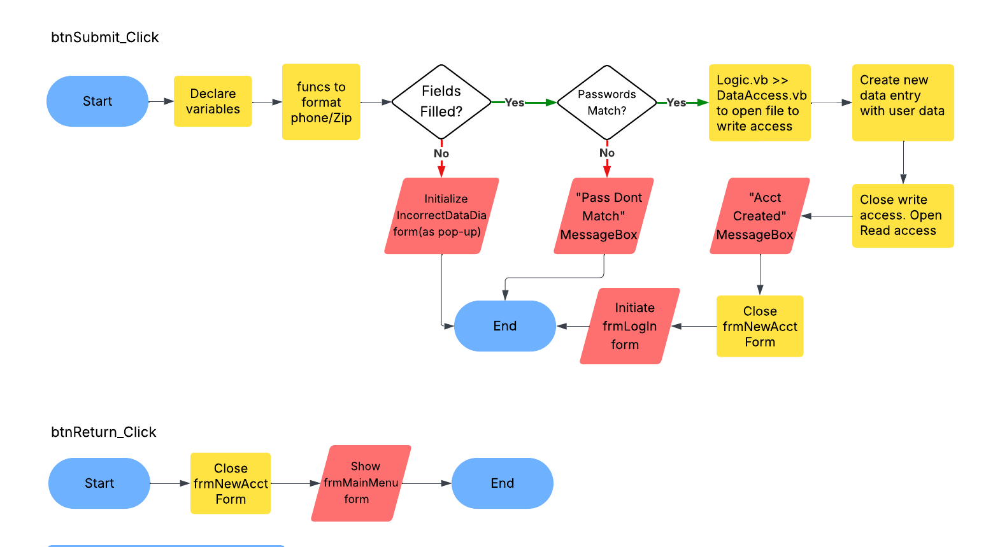 btnSubmit_Click
Start
Declare
variables
funcs to
format
phone/Zip
Fields
Filled?
Yes
Passwords
Match?
Yes
Logic.vb >>
DataAccess.vb
to open file to
write access
Create new
data entry
with user data
No
No
Initialize
IncorrectDataDia
form(as pop-up)
"Pass Dont
Match"
MessageBox
"Acct
Created"
MessageBox
Close write
access. Open
Read access
End
Initiate
frmLogIn
form
Close
frmNewAcct
Form
btnReturn_Click
Start
Close
frmNewAcct
Form
Show
frmMainMenu
form
End